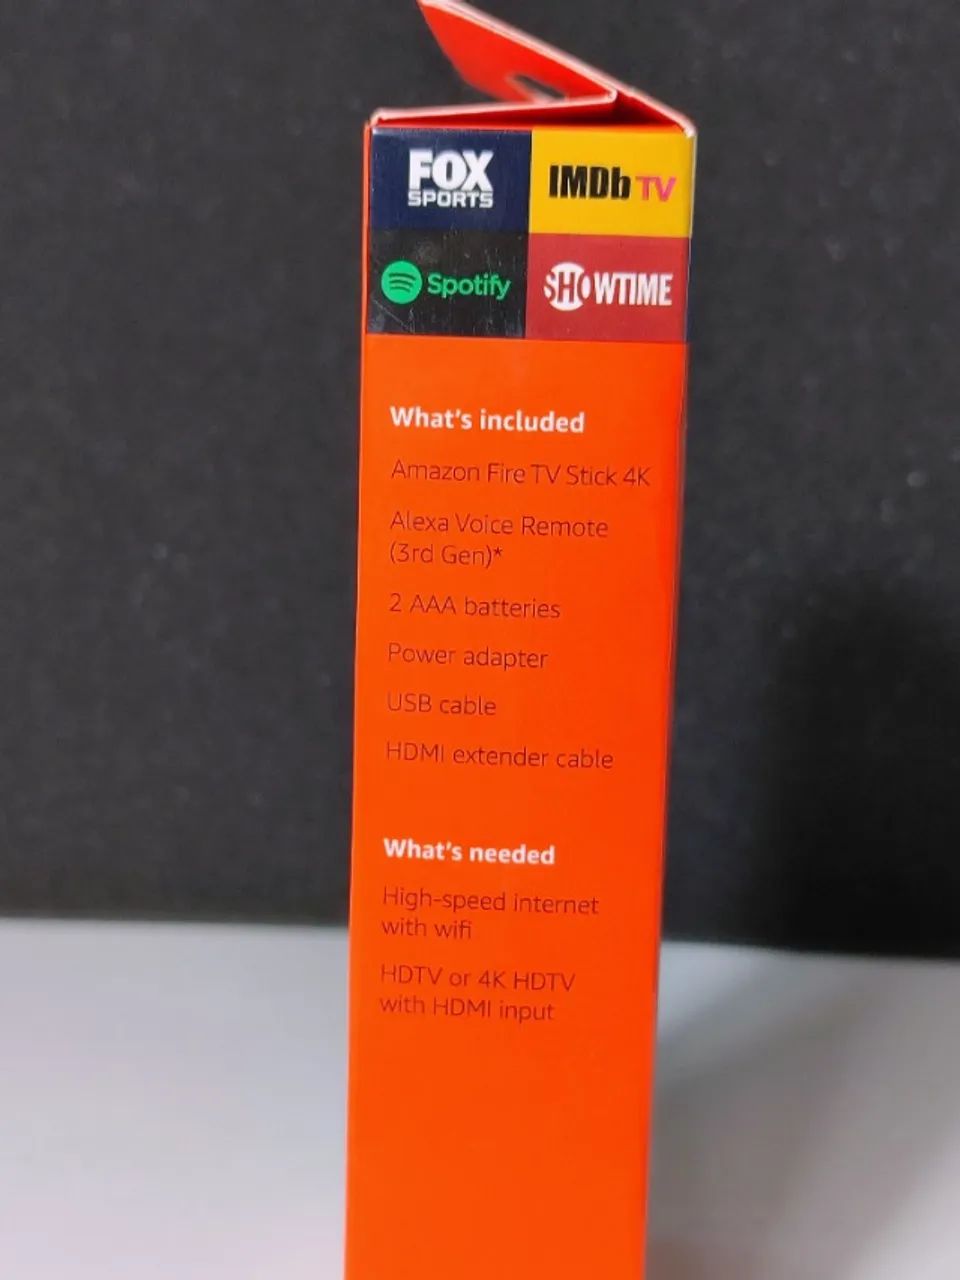 FOX
SPORTS
IMDb TV
Spotify
SHOWTIME
What's included
Amazon Fire TV Stick 4K
Alexa Voice Remote
(3rd Gen)*
2 AAA batteries
Power adapter
USB cable
HDMI extender cable
What's needed
High-speed internet
with wifi
HDTV or 4K HDTV
with HDMI input